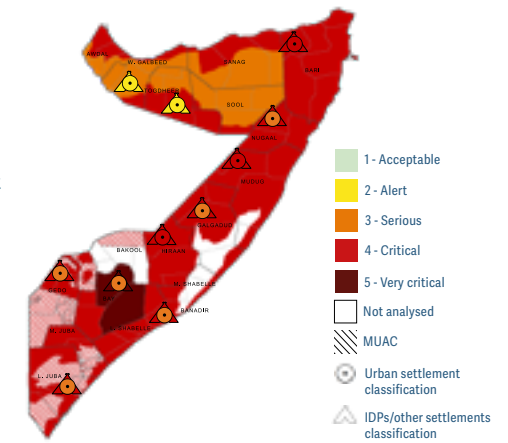 AWDAL
W. GALBEED
SANAG
BARI
TOGDHEER
SOOL
NUGAAL
MUDUG
GALGADUD
HIRAN
BAKOOL
GEDO
M. SHABELLE
BANADIR
L. SHABELLE
M. JUBA
L. JUBA
1 - Acceptable
2 - Alert
3 - Serious
4 - Critical
5 - Very critical
Not analysed
MUAC
Urban settlement
classification
IDPs/other settlements
classification